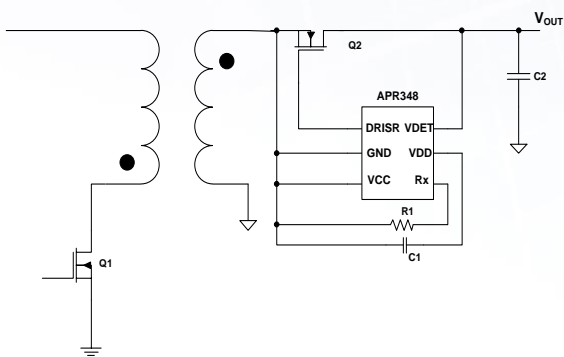 VOUT
Q2
C2
APR348
DRISR VDET
GND VDD
VCC Rx
R1
C1
Q1